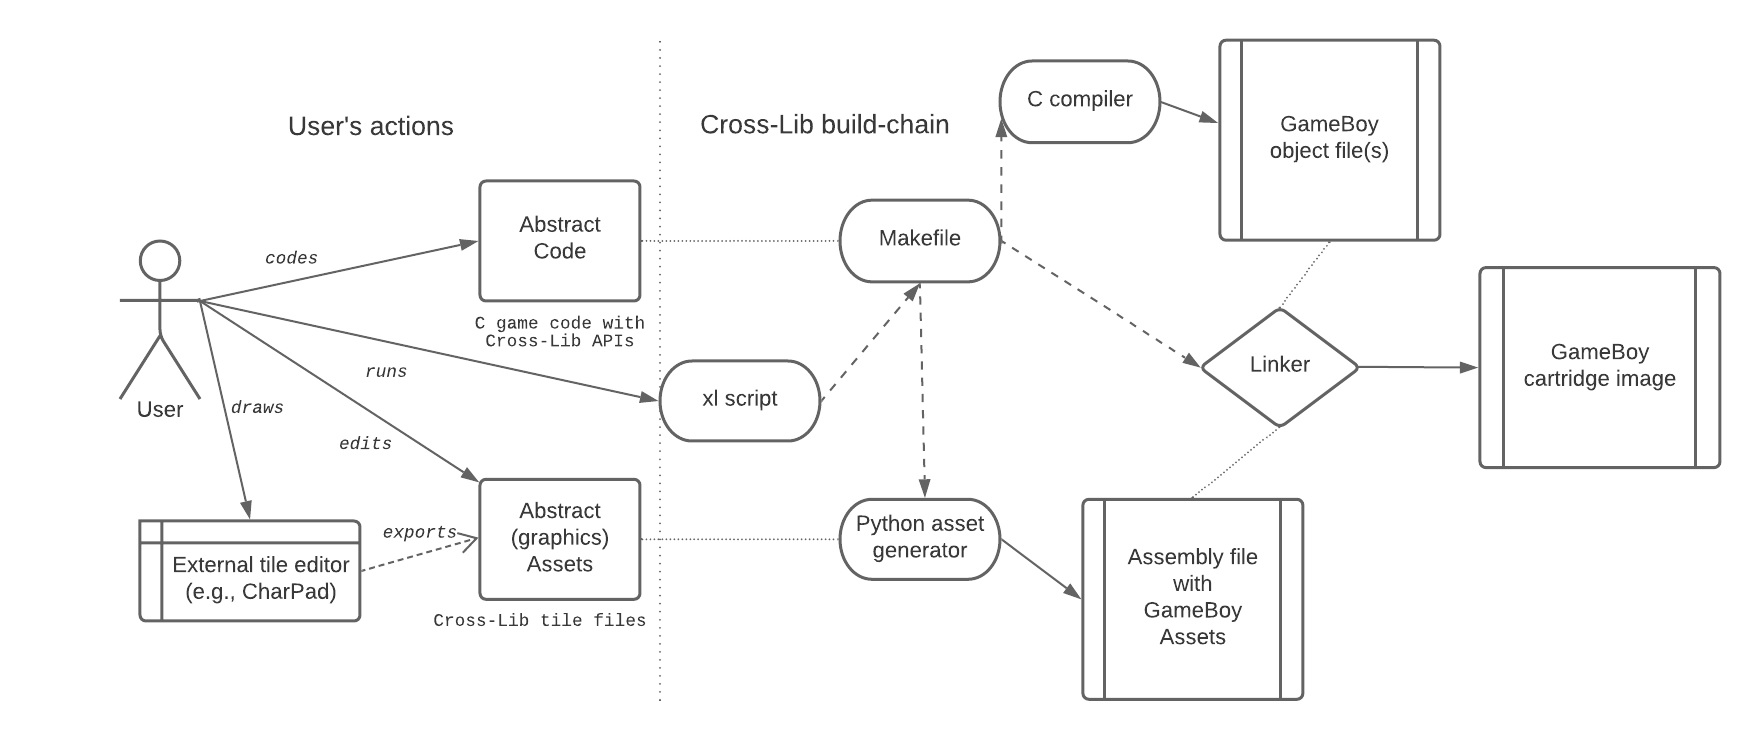 User's actions
Cross-Lib build-chain
C compiler
GameBoy
object file(s)
Abstract
Code
Makefile
codes
C game code with
Cross-Lib APIs
Linker
GameBoy
cartridge image
runs
xl script
User
draws
edits
exports
Abstract
(graphics)
Assets
External tile editor
(e.g., CharPad)
Cross-Lib tile files
Python asset
generator
Assembly file
with
GameBoy
Assets